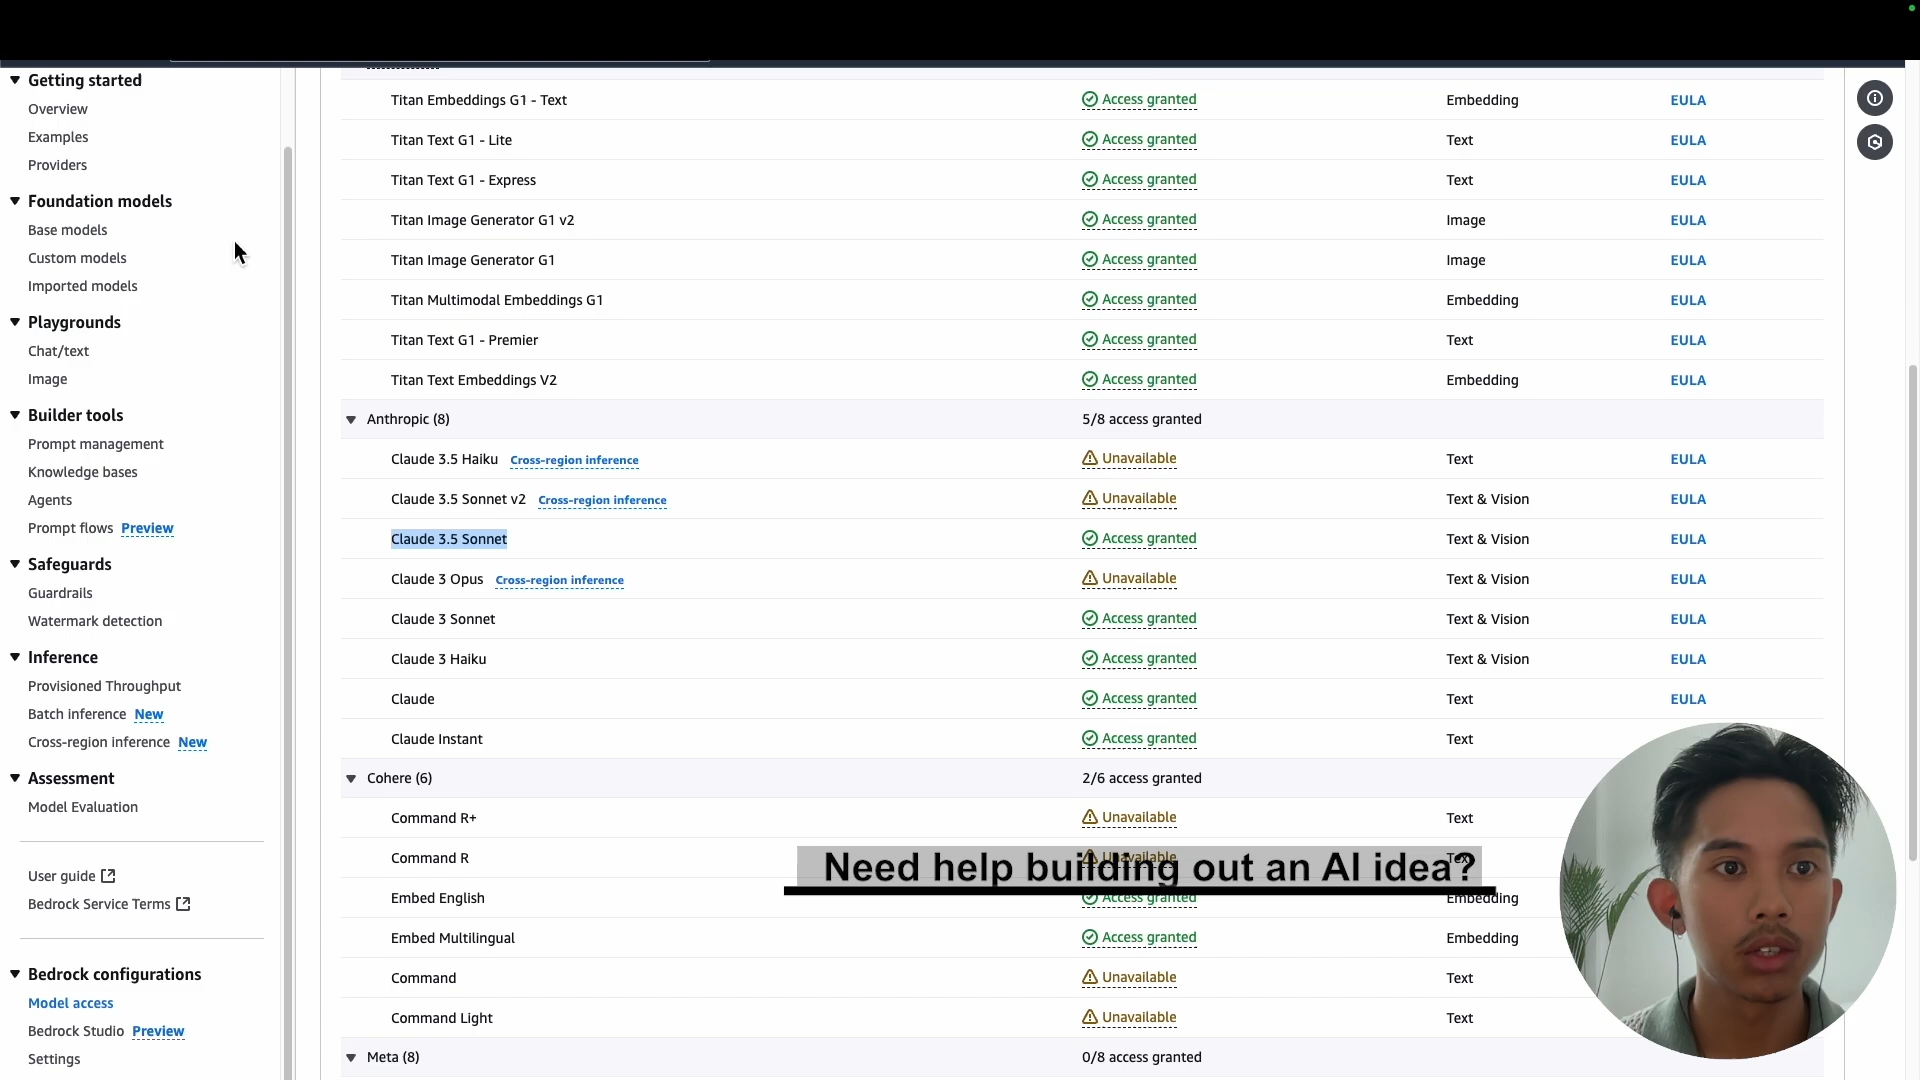 Getting started
Overview
Examples
Providers
Foundation models
Base models
Custom models
Imported models
Playgrounds
Chat/text
Image
Builder tools
Prompt management
Knowledge bases
Agents
Prompt flows Preview
Safeguards
Guardrails
Watermark detection
Inference
Provisioned Throughput
Batch inference New
Cross-region inference New
Assessment
Model Evaluation
User guide
Bedrock Service Terms
Bedrock configurations
Model access
Bedrock Studio Preview
Settings
Titan Embeddings G1 - Text Access granted Embedding EULA
Titan Text G1 - Lite Access granted Text EULA
Titan Text G1 - Express Access granted Text EULA
Titan Image Generator G1 v2 Access granted Image EULA
Titan Image Generator G1 Access granted Image EULA
Titan Multimodal Embeddings G1 Access granted Embedding EULA
Titan Text G1 - Premier Access granted Text EULA
Titan Text Embeddings V2 Access granted Embedding EULA
Anthropic (8) 5/8 access granted
Claude 3.5 Haiku Cross-region inference Unavailable Text EULA
Claude 3.5 Sonnet v2 Cross-region inference Unavailable Text & Vision EULA
Claude 3.5 Sonnet Access granted Text & Vision EULA
Claude 3 Opus Cross-region inference Unavailable Text & Vision EULA
Claude 3 Sonnet Access granted Text & Vision EULA
Claude 3 Haiku Access granted Text & Vision EULA
Claude Access granted Text EULA
Claude Instant Access granted Text
Cohere (6) 2/6 access granted
Command R+ Unavailable Text
Command R Unavailable Text
Need help building out an AI idea?
Embed English Access granted Embedding
Embed Multilingual Access granted Embedding
Command Unavailable Text
Command Light Unavailable Text
Meta (8) 0/8 access granted